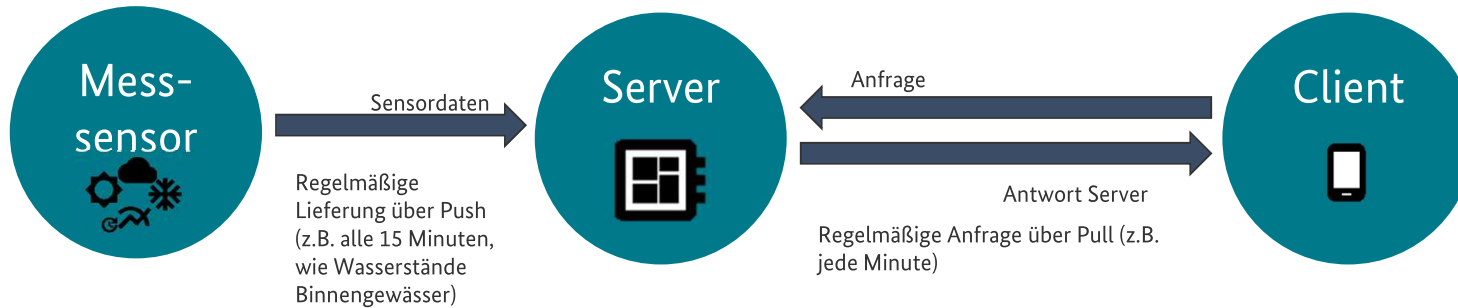 Mess-
sensor
Sensordaten
Regelmäßige
Lieferung über Push
(z.B. alle 15 Minuten,
wie Wasserstände
Binnengewässer)
Server
Anfrage
Antwort Server
Regelmäßige Anfrage über Pull (z.B.
jede Minute)
Client